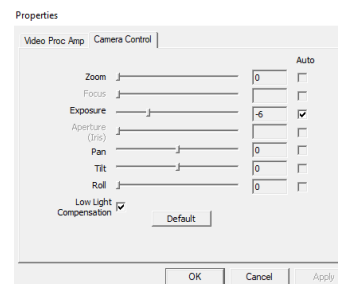 Properties
Video Proc Amp Camera Control
Auto
Zoom 0
Focus
Exposure -6
Aperture
(Iris)
Pan 0
Tilt 0
Roll 0
Low Light
Compensation
Default
OK Cancel Apply